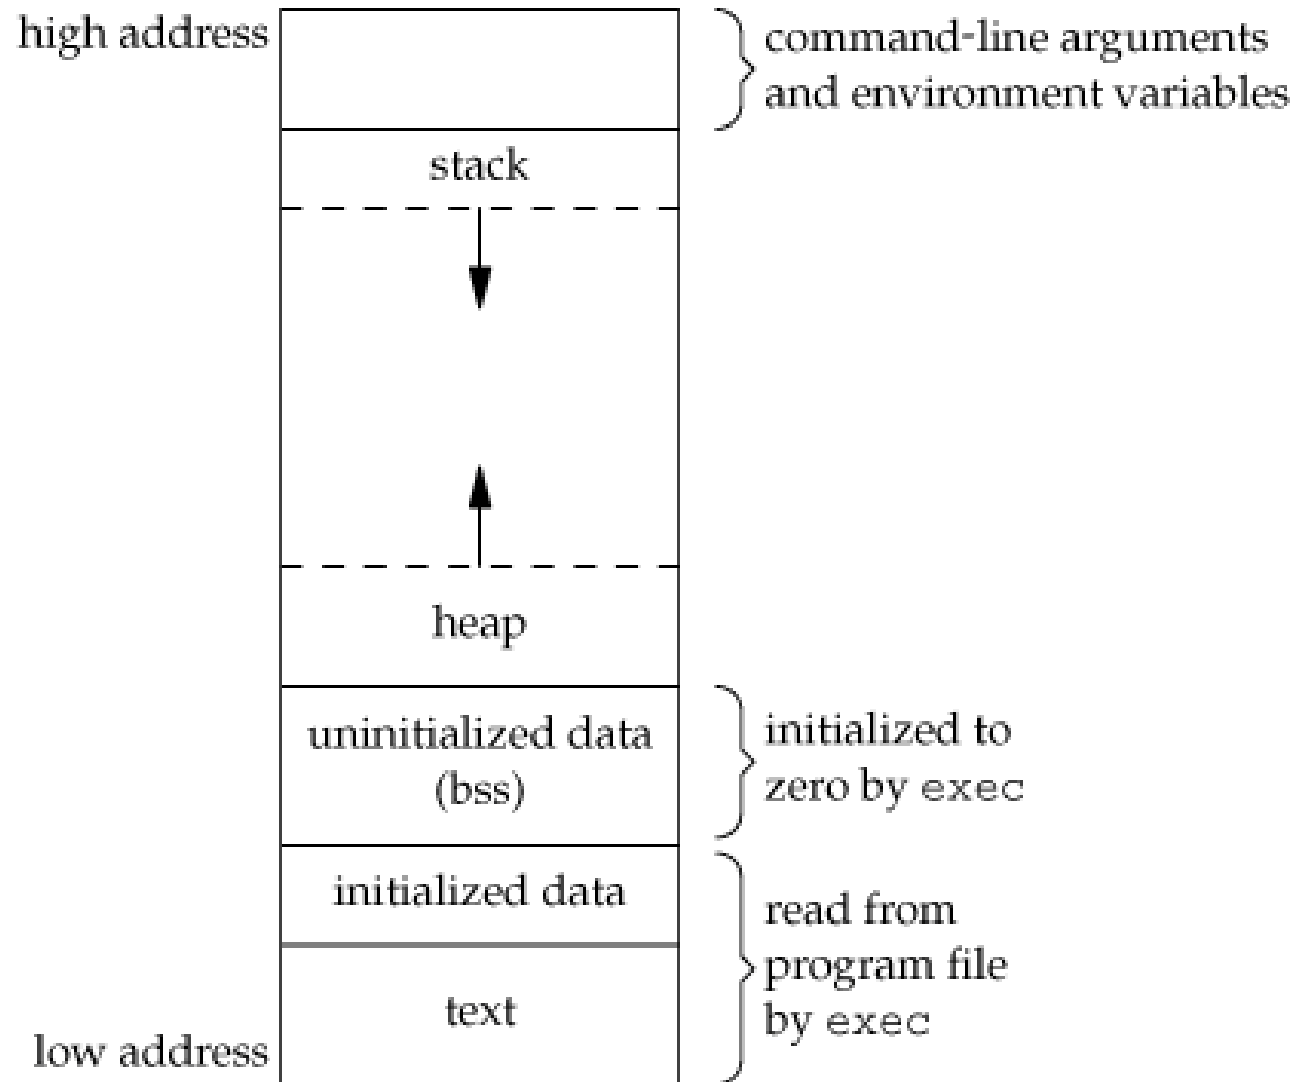 high address
command-line arguments
and environment variables
stack
heap
uninitialized data
(bss)
initialized to
zero by exec
initialized data
read from
program file
by exec
text
low address